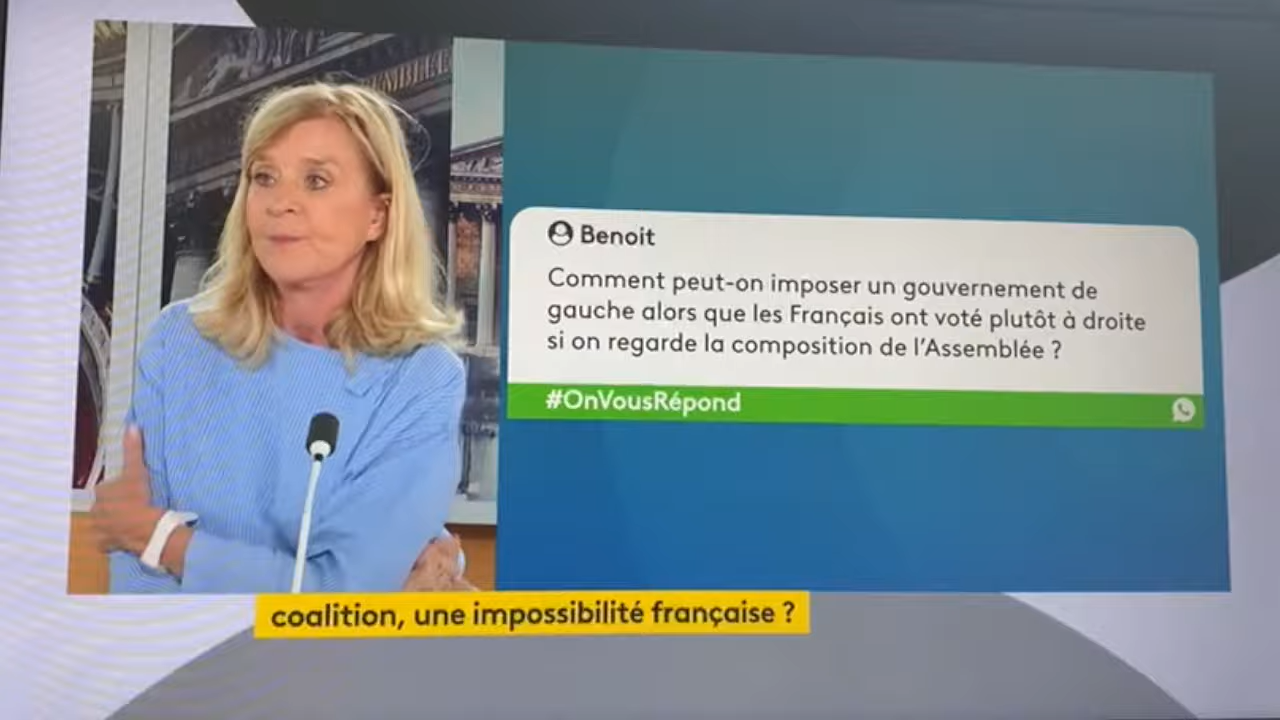 EMBLEE
Benoit
Comment peut-on imposer un gouvernement de
gauche alors que les Français ont voté plutôt à droite
si on regarde la composition de l'Assemblée ?
#OnVousRépond
coalition, une impossibilité française ?